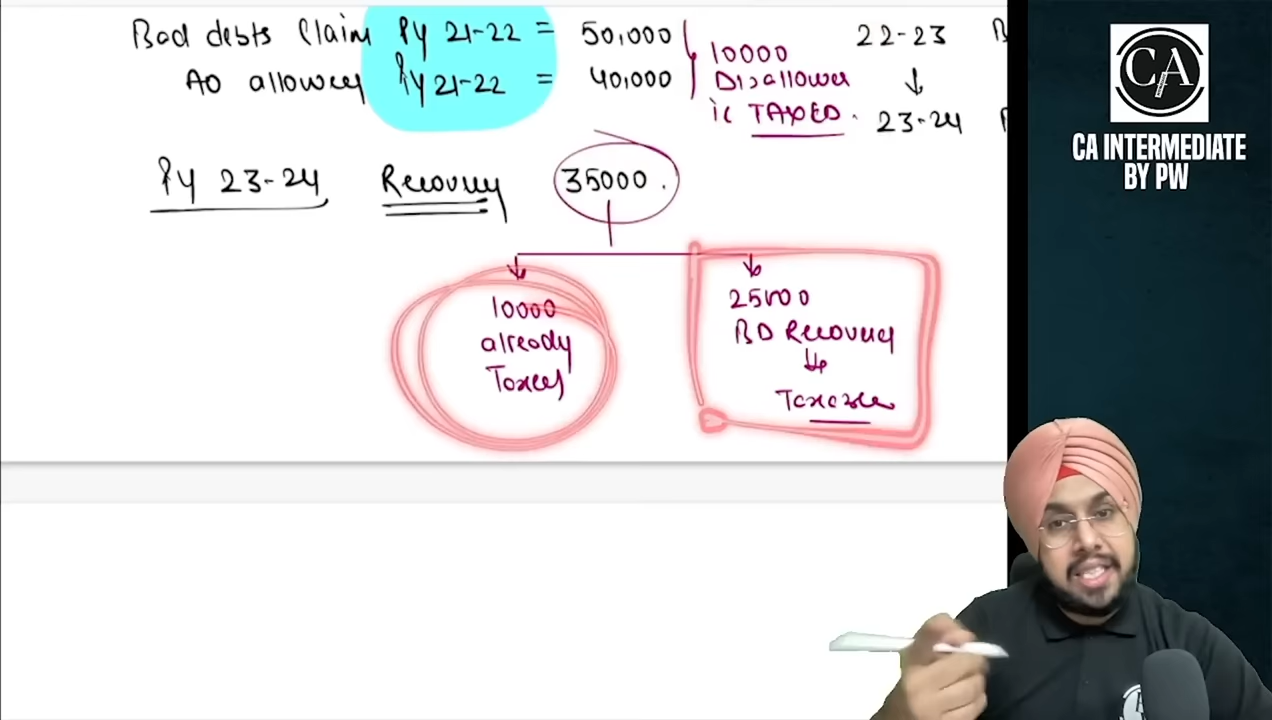 Bad debts Claim Py 21-22 = 50,000
AO allowed Py 21-22 = 40,000
10000
Disallowed
ie TAXED.
22-23 B
23-24
Py 23-24 Recovery 35000.
10000
already
Taxed
25000
BD Recovery
Taxable
CA
CA INTERMEDIATE
BY PW